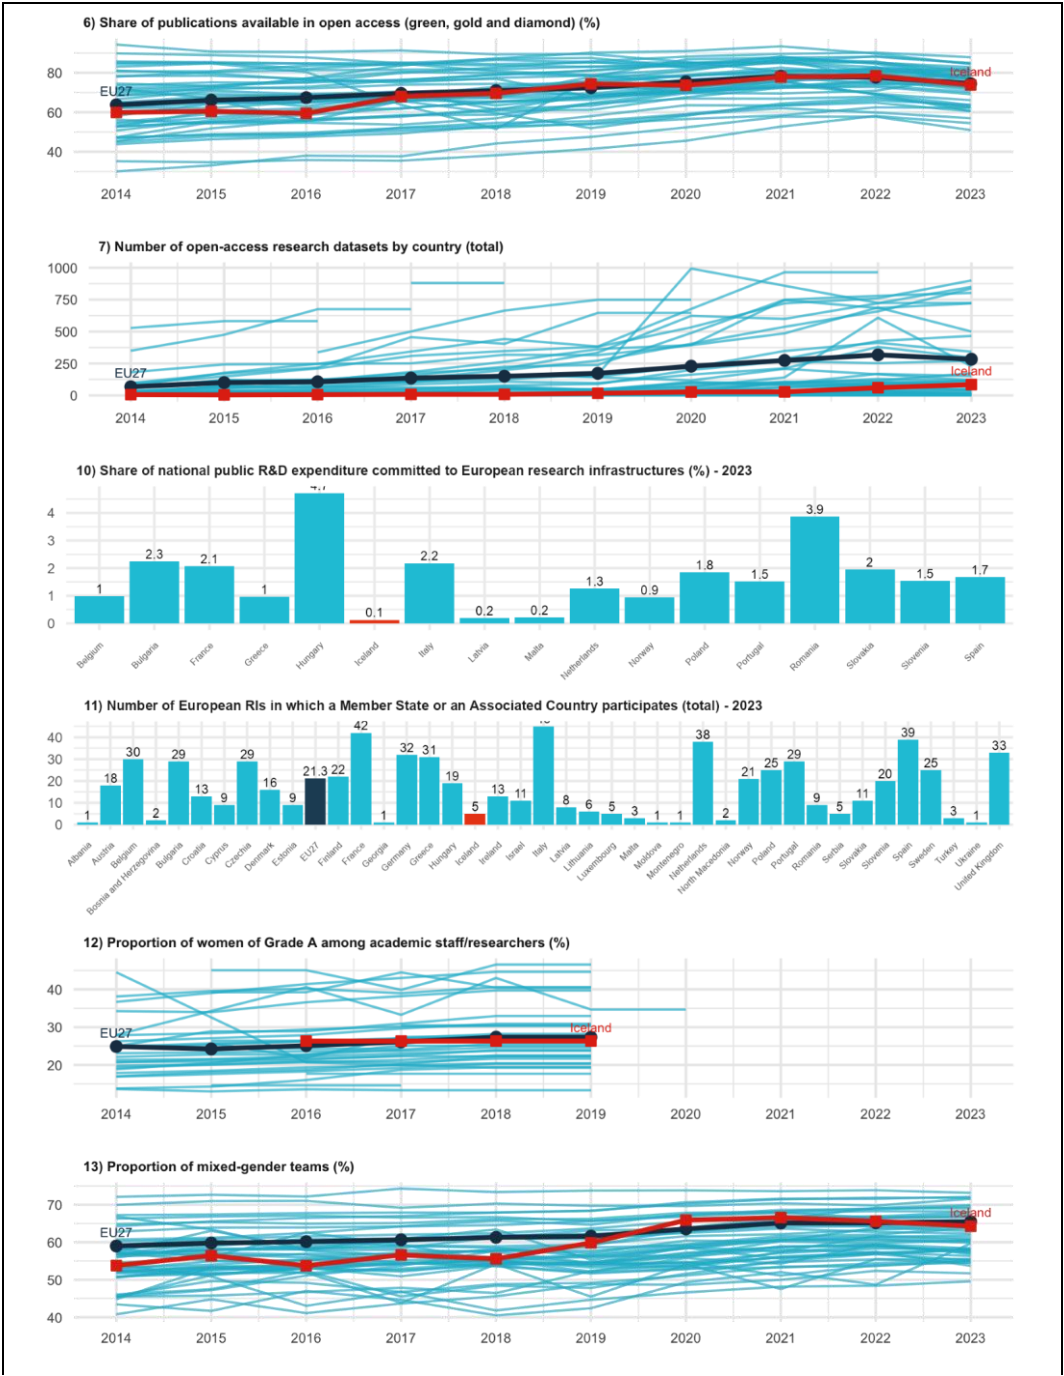 6) Share of publications available in open access (green, gold and diamond) (%)
80
60
40
EU27
Iceland
2014 2015 2016 2017 2018 2019 2020 2021 2022 2023
7) Number of open-access research datasets by country (total)
1000
750
500
250
0
EU27
Iceland
2014 2015 2016 2017 2018 2019 2020 2021 2022 2023
10) Share of national public R&D expenditure committed to European research infrastructures (%) - 2023
4
3
2
1
0
1 2.3 2.1 1 4.7 0.1 2.2 0.2 0.2 1.3 0.9 1.8 1.5 3.9 2 1.5 1.7
Belgium Bulgaria France Greece Hungary Iceland Italy Latvia Malta Netherlands Norway Poland Portugal Romania Slovakia Slovenia Spain
11) Number of European RIs in which a Member State or an Associated Country participates (total) - 2023
40
30
20
10
0
1 18 30 2 29 13 9 29 16 9 21.3 22 42 1 32 31 19 5 13 11 8 6 5 3 1 1 38 2 21 25 29 9 5 11 20 39 25 3 1 33
Albania Austria Belgium Bosnia and Herzegovina Bulgaria Croatia Cyprus Czechia Denmark Estonia EU27 Finland France Georgia Germany Greece Hungary Iceland Ireland Israel Italy Latvia Lithuania Luxembourg Malta Moldova Montenegro Netherlands North Macedonia Norway Poland Portugal Romania Serbia Slovakia Slovenia Spain Sweden Turkey Ukraine United Kingdom
12) Proportion of women of Grade A among academic staff/researchers (%)
40
30
20
EU27
Iceland
2014 2015 2016 2017 2018 2019 2020 2021 2022 2023
13) Proportion of mixed-gender teams (%)
70
60
50
40
EU27
Iceland
2014 2015 2016 2017 2018 2019 2020 2021 2022 2023